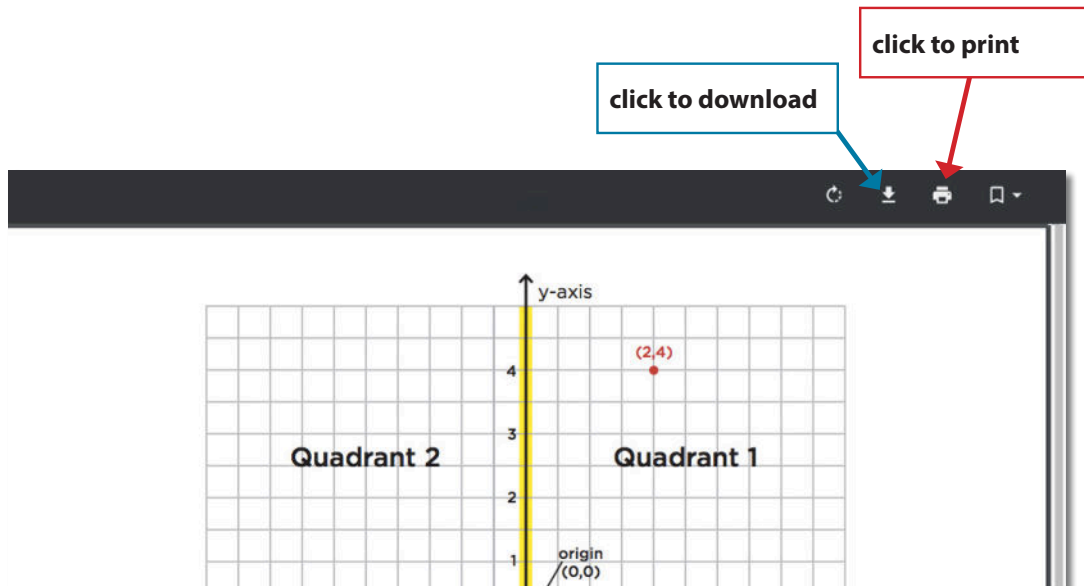 click to print
click to download
y-axis
(2,4)
4
3
Quadrant 2
Quadrant 1
2
origin
1
(0,0)